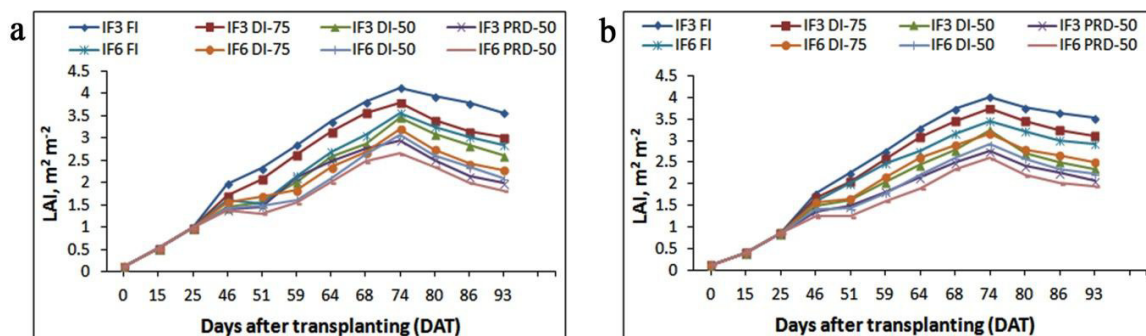 a
IF3 FI IF3 DI-75 IF3 DI-50 IF3 PRD-50
IF6 FI IF6 DI-75 IF6 DI-50 IF6 PRD-50
4.5
4
3.5
3
2.5
2
1.5
1
0.5
0
LAI, m² m⁻²
0 15 25 46 51 59 64 68 74 80 86 93
Days after transplanting (DAT)
b
IF3 FI IF3 DI-75 IF3 DI-50 IF3 PRD-50
IF6 FI IF6 DI-75 IF6 DI-50 IF6 PRD-50
4.5
4
3.5
3
2.5
2
1.5
1
0.5
0
LAI, m² m⁻²
0 15 25 46 51 59 64 68 74 80 86 93
Days after transplanting (DAT)